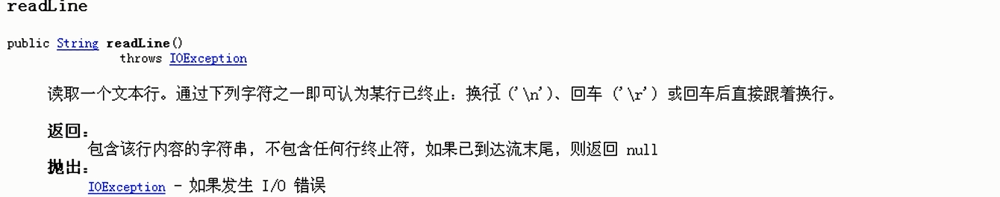 readLine
public String readLine()
throws IOException
读取一个文本行。通过下列字符之一即可认为某行已终止：换行 ('\n')、回车 ('\r') 或回车后直接跟着换行。
返回：
包含该行内容的字符串，不包含任何行终止符，如果已到达流末尾，则返回 null
抛出：
IOException - 如果发生 I/O 错误